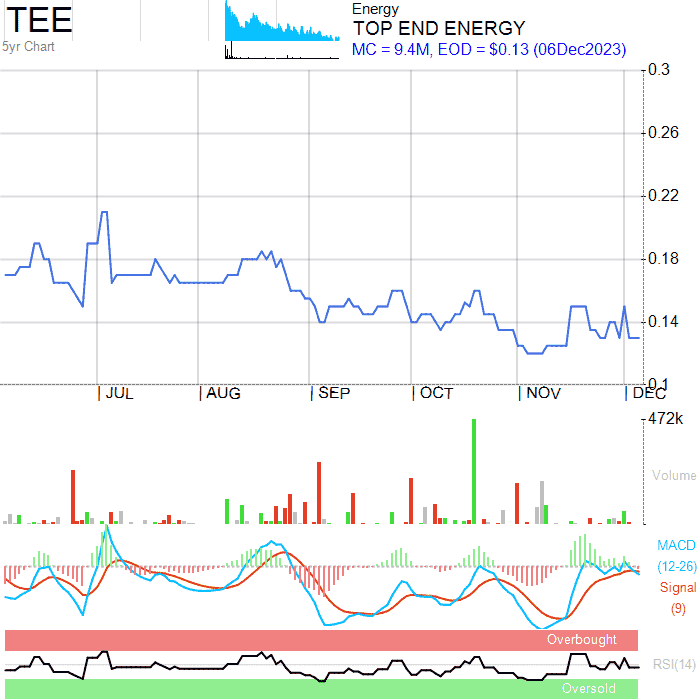 TEE
5yr Chart
Energy
TOP END ENERGY
MC = 9.4M, EOD = $0.13 (06Dec2023)
0.3
0.26
0.22
0.18
0.14
0.1
JUL
AUG
SEP
OCT
NOV
DEC
472k
Volume
MACD
(12-26)
Signal
(9)
Overbought
RSI(14)
Oversold